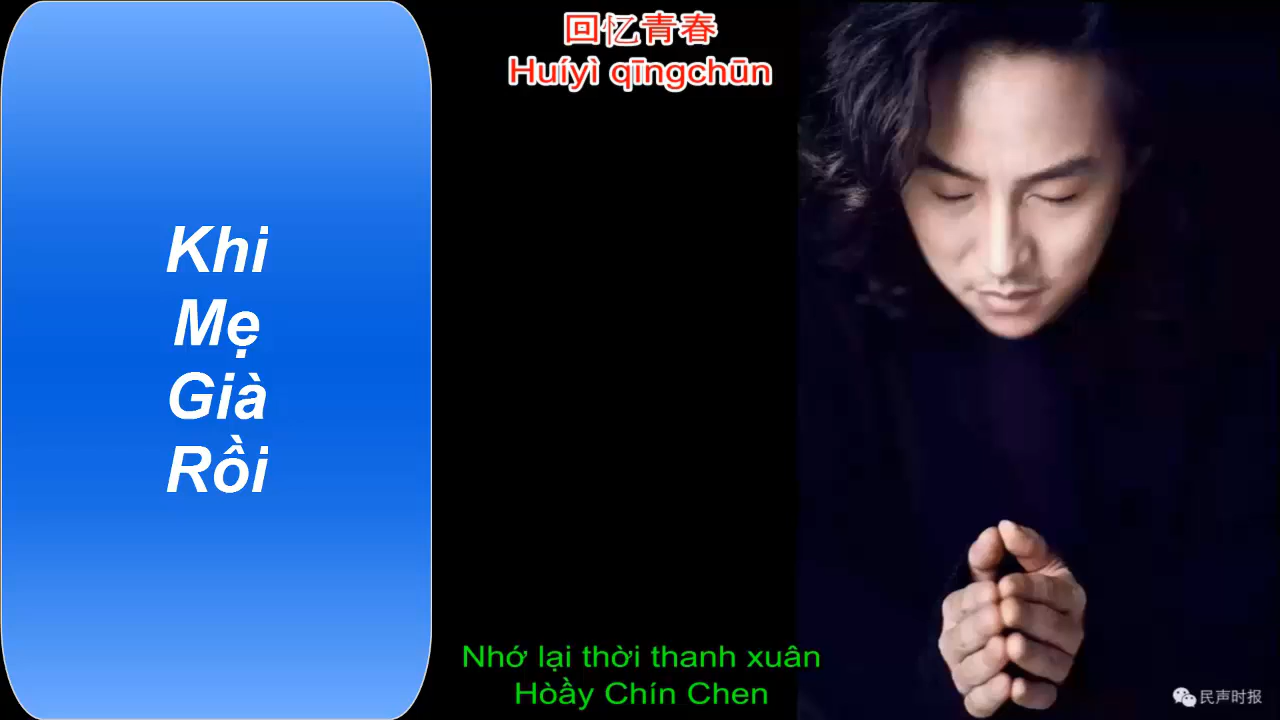 Khi
Mẹ
Già
Rồi
回忆青春
Huíyì qīngchūn
Nhớ lại thời thanh xuân
Hòầy Chín Chen
民声时报